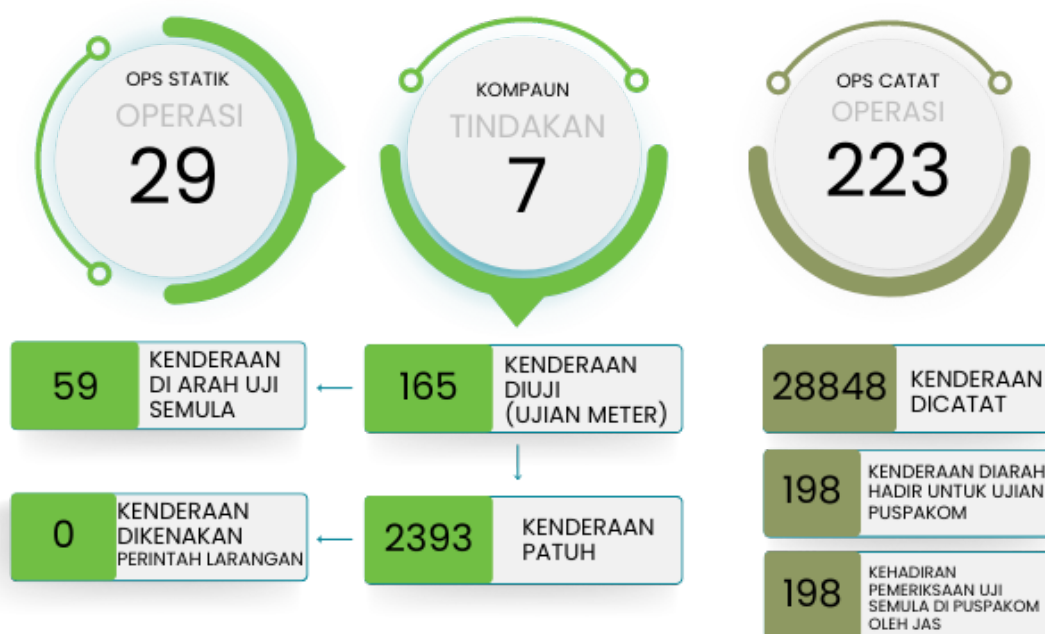 OPS STATIK
OPERASI
29
KOMPAUN
TINDAKAN
7
OPS CATAT
OPERASI
223
59
KENDERAAN
DI ARAH UJI
SEMULA
165
KENDERAAN
DIUJI
(UJIAN METER)
28848
KENDERAAN
DICATAT
0
KENDERAAN
DIKENAKAN
PERINTAH LARANGAN
2393
KENDERAAN
PATUH
198
KENDERAAN DIARAH
HADIR UNTUK UJIAN
PUSPAKOM
198
KEHADIRAN
PEMERIKSAAN UJI
SEMULA DI PUSPAKOM
OLEH JAS